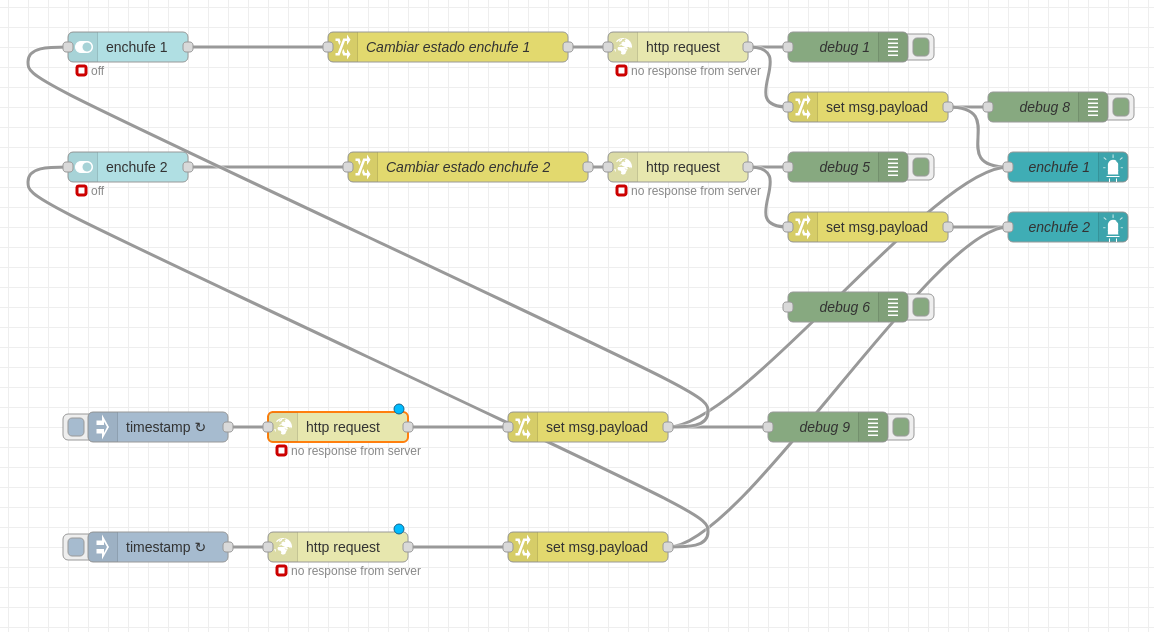 enchufe 1
Cambiar estado enchufe 1
http request
debug 1
off
no response from server
set msg.payload
debug 8
enchufe 2
Cambiar estado enchufe 2
http request
debug 5
enchufe 1
off
no response from server
set msg.payload
enchufe 2
debug 6
timestamp ↻
http request
set msg.payload
debug 9
no response from server
timestamp ↻
http request
set msg.payload
no response from server